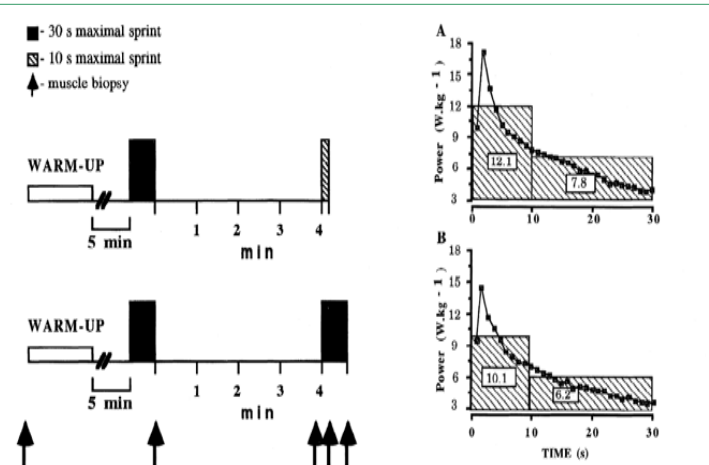 - 30 s maximal sprint
- 10 s maximal sprint
- muscle biopsy
WARM-UP
5 min
1 2 3 4
min
WARM-UP
5 min
1 2 3 4
min
A
Power (W.kg - 1)
18
15
12
9
6
3
12.1
7.8
0 10 20 30
B
Power (W.kg - 1)
18
15
12
9
6
3
10.1
6.2
0 10 20 30
TIME (s)